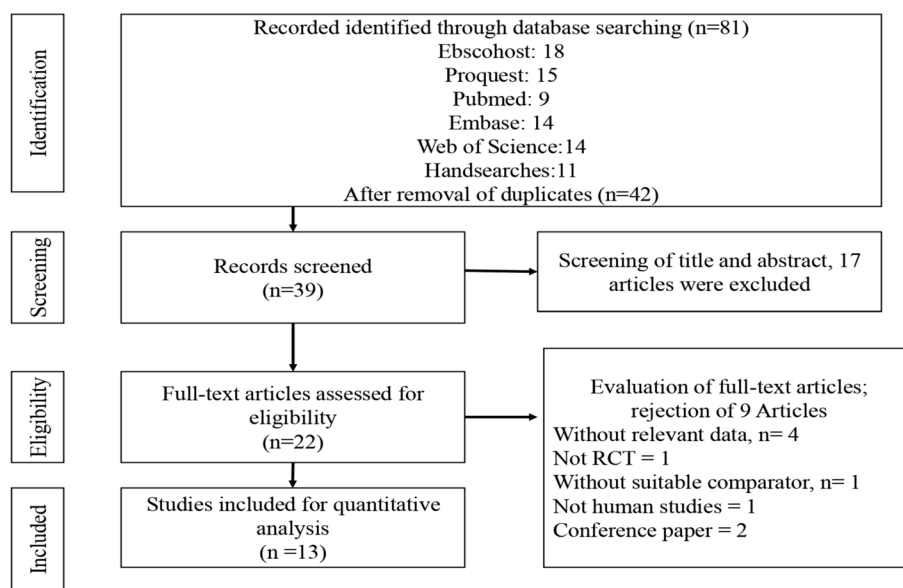 Identification
Recorded identified through database searching (n=81)
Ebscohost: 18
Proquest: 15
Pubmed: 9
Embase: 14
Web of Science:14
Handsearches:11
After removal of duplicates (n=42)
Screening
Records screened
(n=39)
Screening of title and abstract, 17
articles were excluded
Eligibility
Full-text articles assessed for
eligibility
(n=22)
Evaluation of full-text articles;
rejection of 9 Articles
Without relevant data, n= 4
Not RCT = 1
Without suitable comparator, n= 1
Not human studies = 1
Conference paper = 2
Included
Studies included for quantitative
analysis
(n =13)